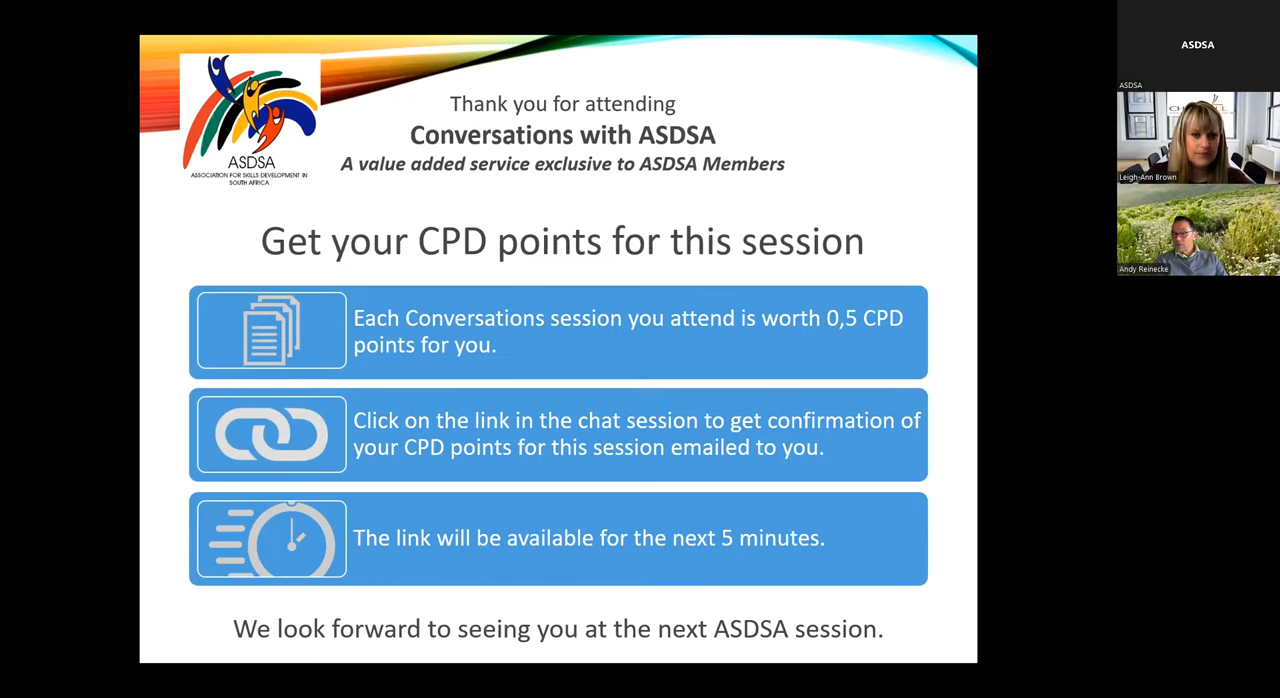 ASDSA
ASSOCIATION FOR SKILLS DEVELOPMENT IN
SOUTH AFRICA
Thank you for attending
Conversations with ASDSA
A value added service exclusive to ASDSA Members
Get your CPD points for this session
Each Conversations session you attend is worth 0,5 CPD
points for you.
Click on the link in the chat session to get confirmation of
your CPD points for this session emailed to you.
The link will be available for the next 5 minutes.
We look forward to seeing you at the next ASDSA session.
ASDSA
ASDSA
Leigh-Ann Brown
Andy Reinecke